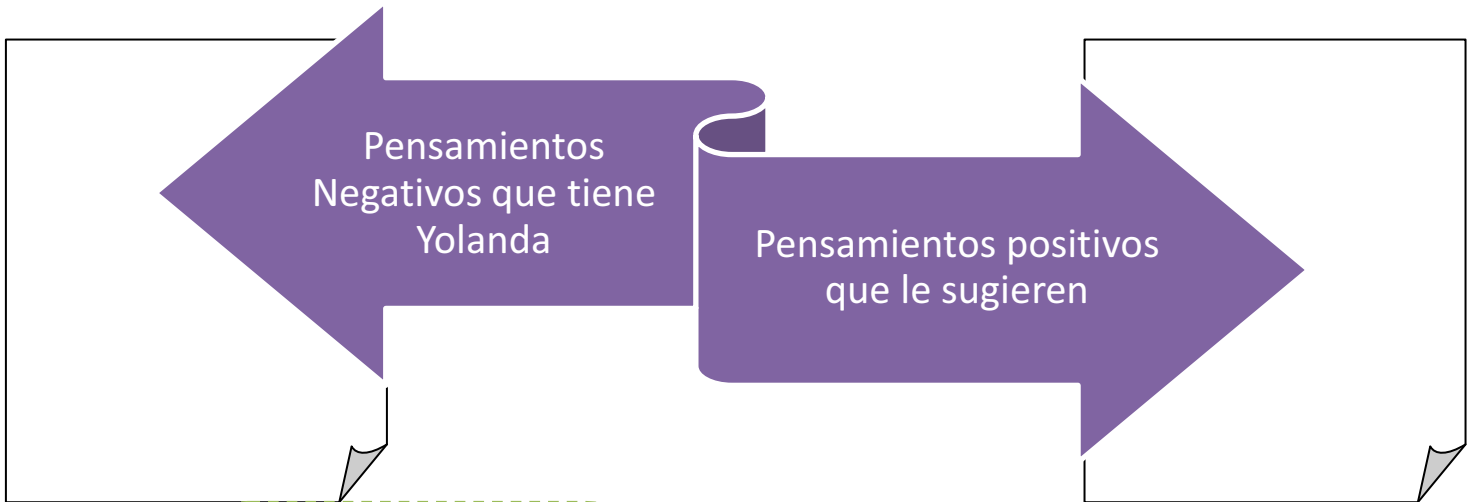 Pensamientos
Negativos que tiene
Yolanda
Pensamientos positivos
que le sugieren